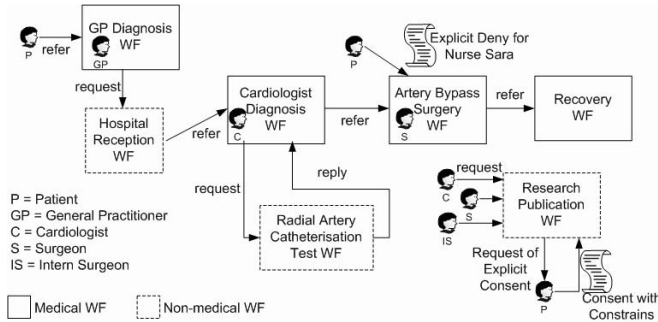 GP Diagnosis
WF
GP
P
refer
request
Hospital
Reception
WF
refer
Cardiologist
Diagnosis
WF
C
refer
request
reply
Radial Artery
Catheterisation
Test WF
P
Explicit Deny for
Nurse Sara
Artery Bypass
Surgery
WF
S
refer
Recovery
WF
request
C
S
IS
Research
Publication
WF
Request of
Explicit
Consent
P
Consent with
Constrains
P = Patient
GP = General Practitioner
C = Cardiologist
S = Surgeon
IS = Intern Surgeon
Medical WF
Non-medical WF